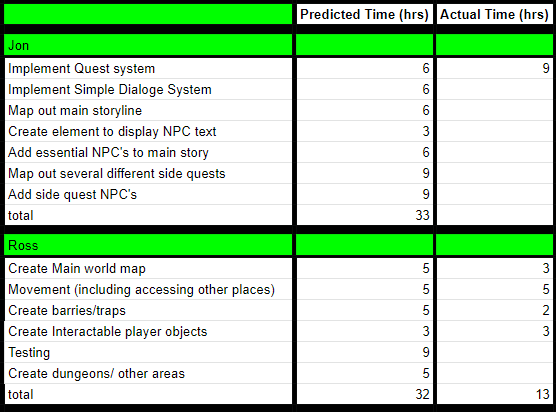 Predicted Time (hrs) Actual Time (hrs)
Jon
Implement Quest system 6 9
Implement Simple Dialoge System 6
Map out main storyline 6
Create element to display NPC text 3
Add essential NPC's to main story 6
Map out several different side quests 9
Add side quest NPC's 9
total 33
Ross
Create Main world map 5 3
Movement (including accessing other places) 5 5
Create barries/traps 5 2
Create Interactable player objects 3 3
Testing 9
Create dungeons/ other areas 5
total 32 13